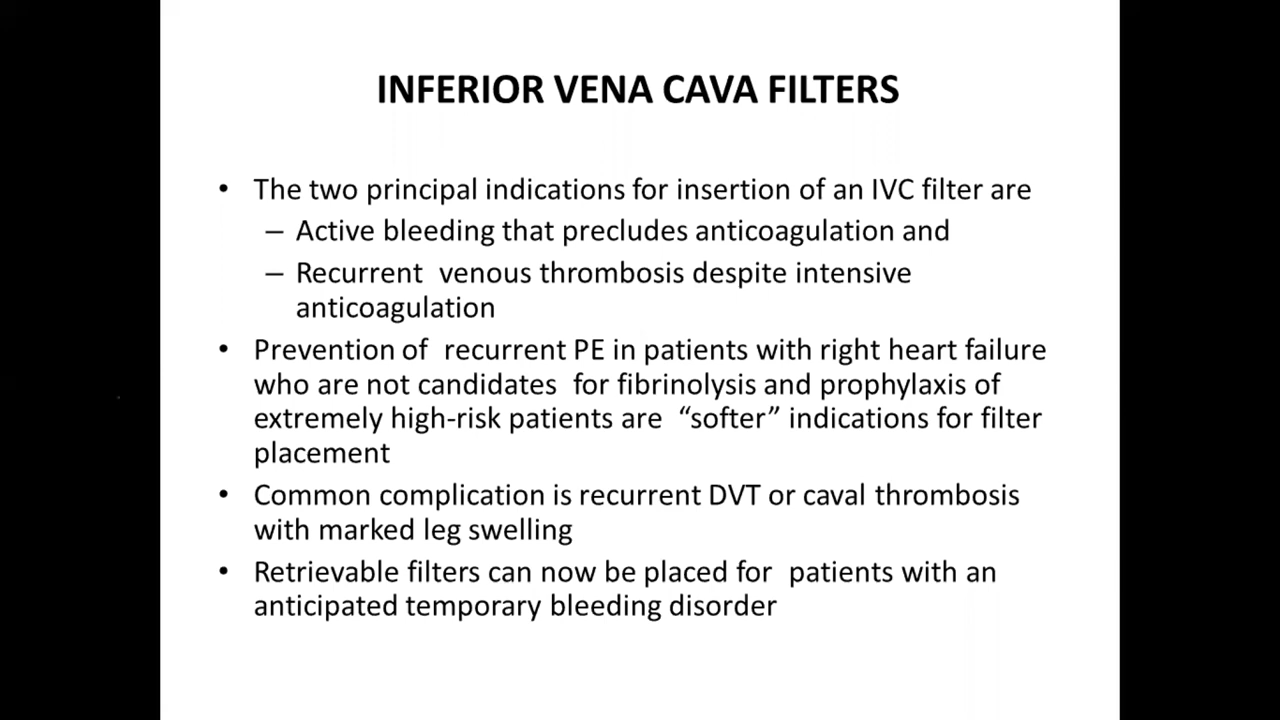 INFERIOR VENA CAVA FILTERS
• The two principal indications for insertion of an IVC filter are
– Active bleeding that precludes anticoagulation and
– Recurrent venous thrombosis despite intensive
anticoagulation
• Prevention of recurrent PE in patients with right heart failure
who are not candidates for fibrinolysis and prophylaxis of
extremely high-risk patients are “softer” indications for filter
placement
• Common complication is recurrent DVT or caval thrombosis
with marked leg swelling
• Retrievable filters can now be placed for patients with an
anticipated temporary bleeding disorder